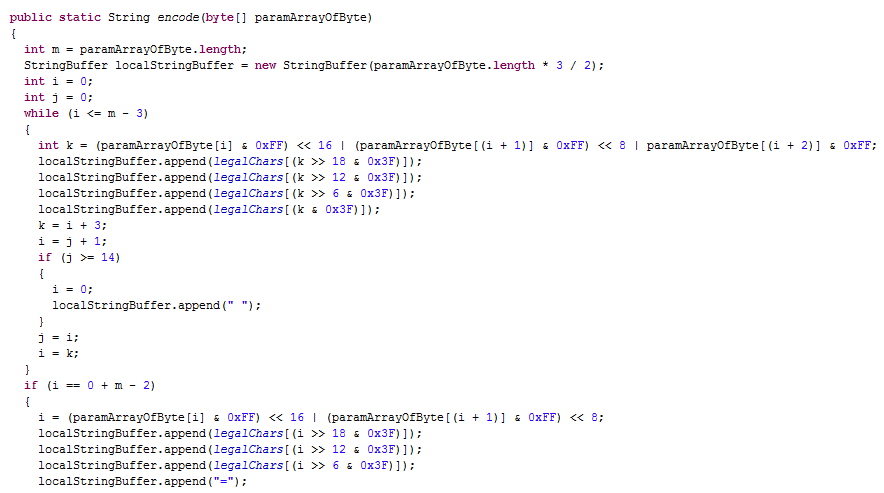 public static String encode(byte[] paramArrayOfByte)
{
int m = paramArrayOfByte.length;
StringBuffer localStringBuffer = new StringBuffer(paramArrayOfByte.length * 3 / 2);
int i = 0;
int j = 0;
while (i <= m - 3)
{
int k = (paramArrayOfByte[i] & 0xFF) << 16 | (paramArrayOfByte[(i + 1)] & 0xFF) << 8 | paramArrayOfByte[(i + 2)] & 0xFF;
localStringBuffer.append(legalChars[(k >> 18 & 0x3F)]);
localStringBuffer.append(legalChars[(k >> 12 & 0x3F)]);
localStringBuffer.append(legalChars[(k >> 6 & 0x3F)]);
localStringBuffer.append(legalChars[(k & 0x3F)]);
k = i + 3;
i = j + 1;
if (j >= 14)
{
i = 0;
localStringBuffer.append(" ");
}
j = i;
i = k;
}
if (i == 0 + m - 2)
{
i = (paramArrayOfByte[i] & 0xFF) << 16 | (paramArrayOfByte[(i + 1)] & 0xFF) << 8;
localStringBuffer.append(legalChars[(i >> 18 & 0x3F)]);
localStringBuffer.append(legalChars[(i >> 12 & 0x3F)]);
localStringBuffer.append(legalChars[(i >> 6 & 0x3F)]);
localStringBuffer.append("=");